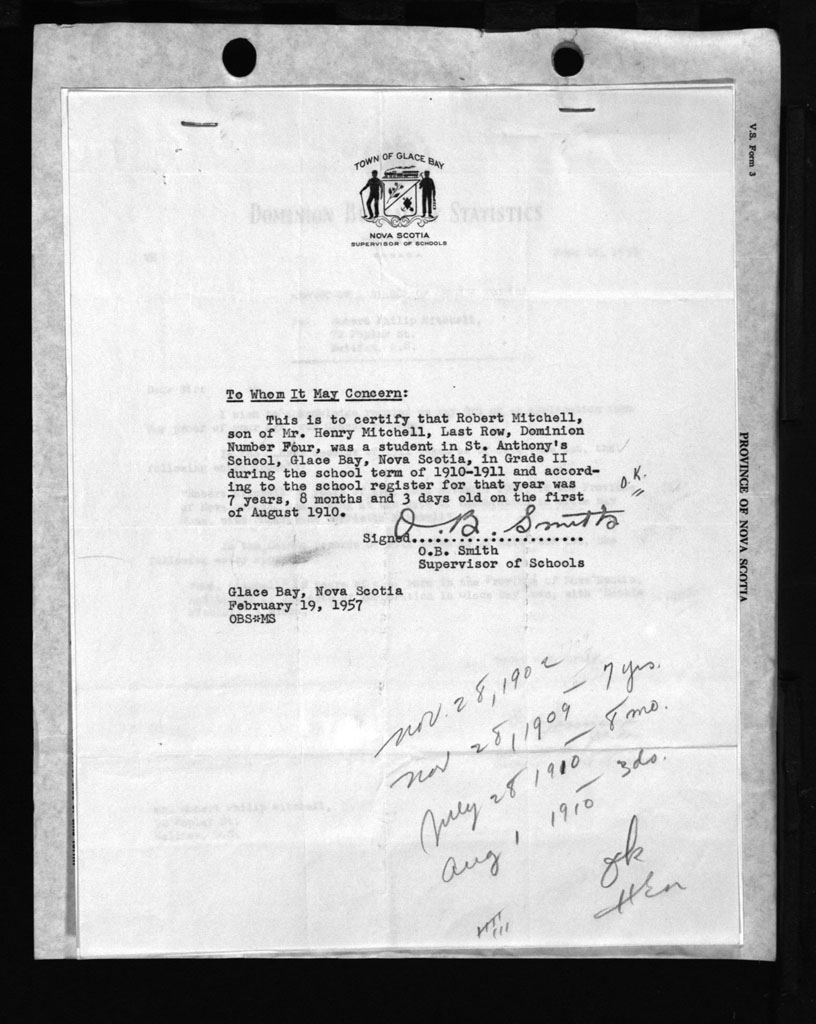 V.S. Form 3
TOWN OF GLACE BAY
NOVA SCOTIA
SUPERVISOR OF SCHOOLS
DOMINION STATISTICS
Robert Philip Mitchell,
To Whom It May Concern:
This is to certify that Robert Mitchell,
son of Mr. Henry Mitchell, Last Row, Dominion
Number Four, was a student in St. Anthony's
School, Glace Bay, Nova Scotia, in Grade II
during the school term of 1910-1911 and accord-
ing to the school register for that year was
7 years, 8 months and 3 days old on the first
of August 1910.
O.K.
O. B. Smith
Signed......................
O.B. Smith
Supervisor of Schools
PROVINCE OF NOVA SCOTIA
Glace Bay, Nova Scotia
February 19, 1957
OBS*MS
Nov. 28, 1902
Nov 28, 1909 — 7 yrs.
July 28 1910 — 8 mo.
Aug 1 1910 — 3 do.
ok